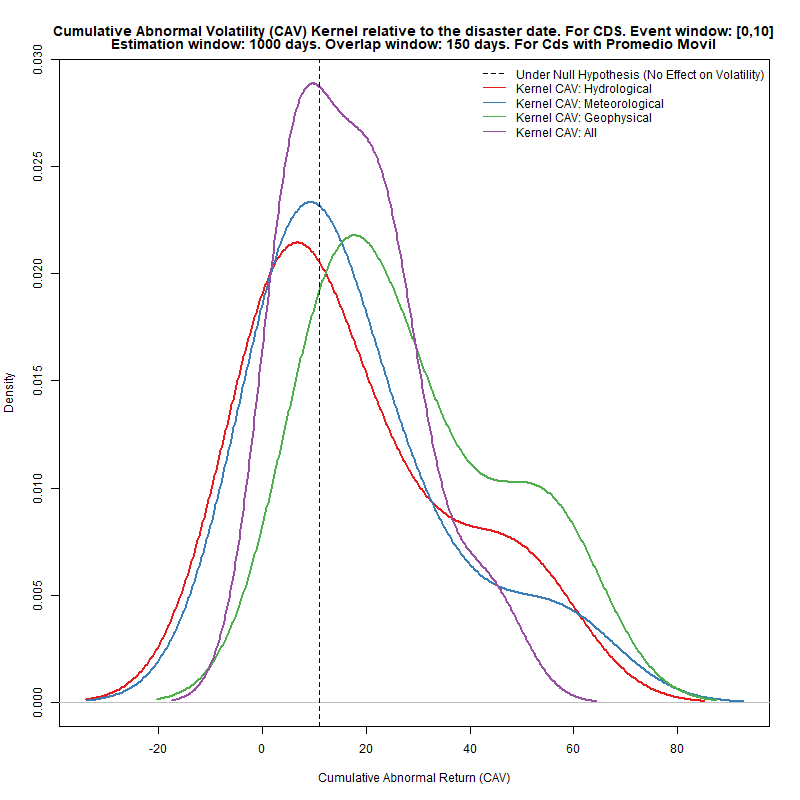 Cumulative Abnormal Volatility (CAV) Kernel relative to the disaster date. For CDS. Event window: [0,10]
Estimation window: 1000 days. Overlap window: 150 days. For Cds with Promedio Movil
Under Null Hypothesis (No Effect on Volatility)
Kernel CAV: Hydrological
Kernel CAV: Meteorological
Kernel CAV: Geophysical
Kernel CAV: All
0.030
0.025
0.020
0.015
0.010
0.005
0.000
Density
-20 0 20 40 60 80
Cumulative Abnormal Return (CAV)